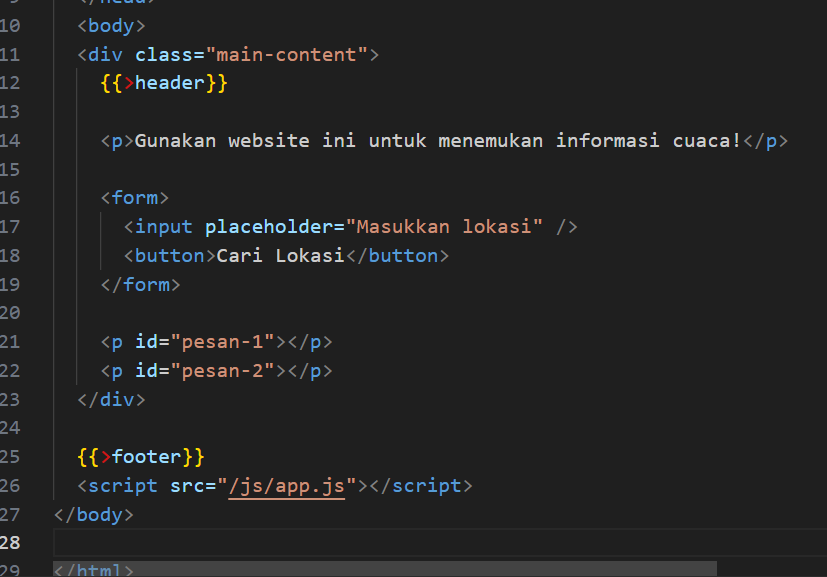 9 </head>
10 <body>
11 <div class="main-content">
12 {{>header}}
13
14 <p>Gunakan website ini untuk menemukan informasi cuaca!</p>
15
16 <form>
17 <input placeholder="Masukkan lokasi" />
18 <button>Cari Lokasi</button>
19 </form>
20
21 <p id="pesan-1"></p>
22 <p id="pesan-2"></p>
23 </div>
24
25 {{>footer}}
26 <script src="/js/app.js"></script>
27 </body>
28
29 </html>